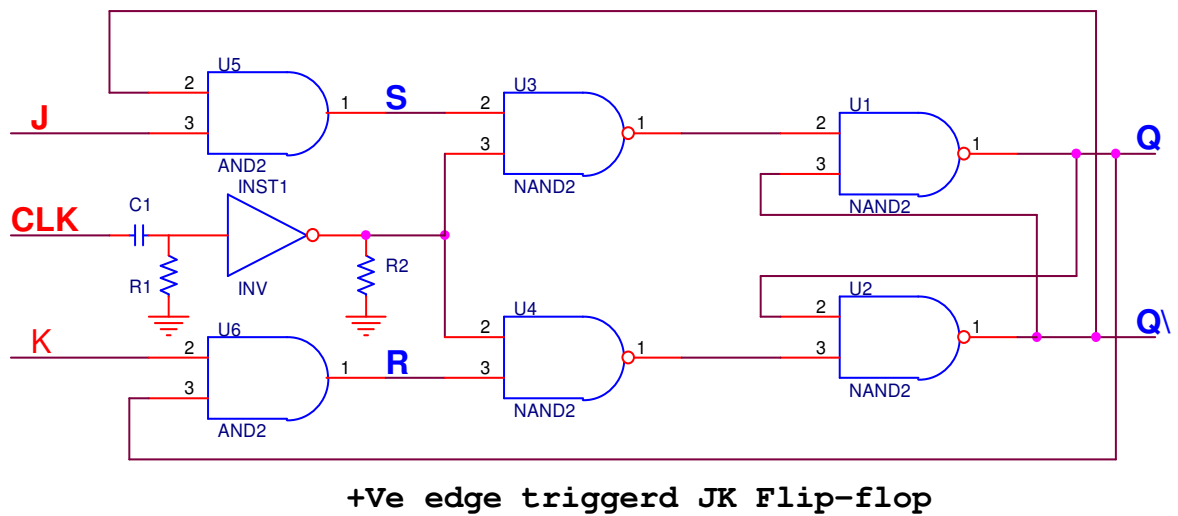 U5
2
J
3
1
S
AND2
U3
2
3
1
NAND2
U1
2
3
1
Q
NAND2
INST1
C1
CLK
R1
INV
R2
U6
K
2
3
1
R
AND2
U4
2
3
1
NAND2
U2
2
3
1
Q\
NAND2
+Ve edge triggerd JK Flip-flop